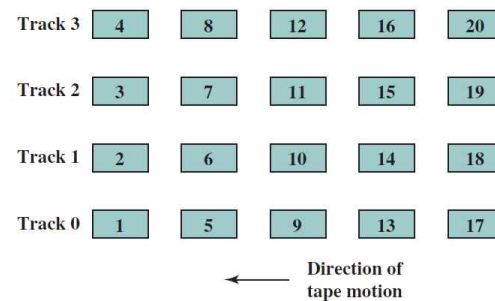 Track 3 4 8 12 16 20
Track 2 3 7 11 15 19
Track 1 2 6 10 14 18
Track 0 1 5 9 13 17
Direction of
tape motion